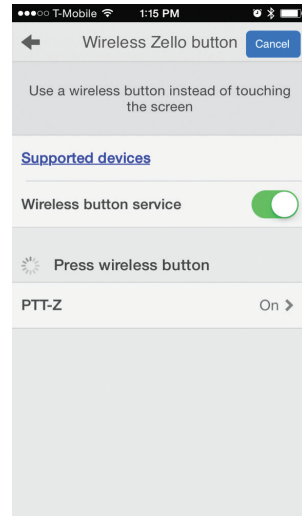 T-Mobile 1:15 PM
Wireless Zello button Cancel
Use a wireless button instead of touching
the screen
Supported devices
Wireless button service
Press wireless button
PTT-Z On